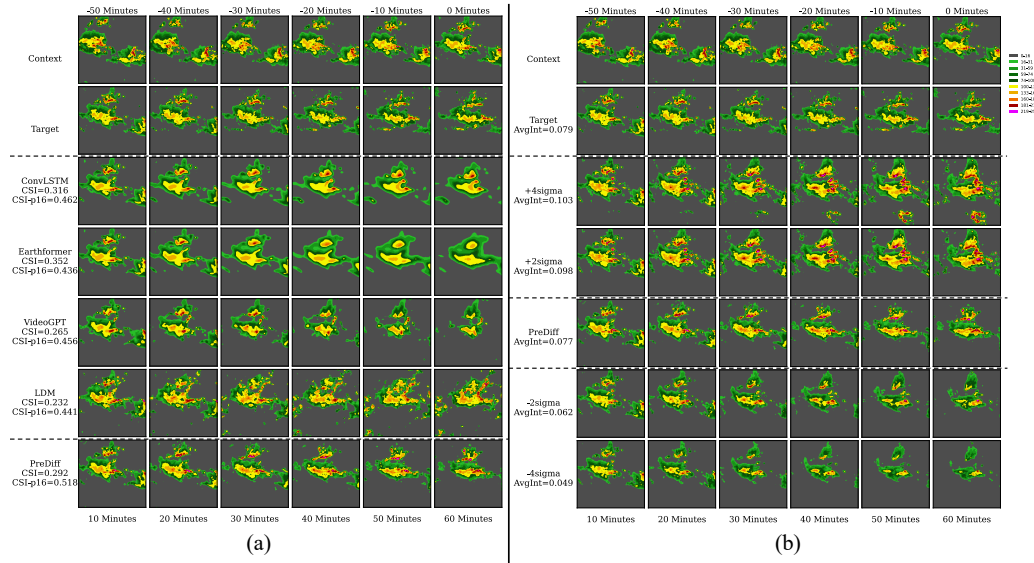 -50 Minutes -40 Minutes -30 Minutes -20 Minutes -10 Minutes 0 Minutes
Context
Target
ConvLSTM
CSI=0.316
CSI-p16=0.462
Earthformer
CSI=0.352
CSI-p16=0.436
VideoGPT
CSI=0.265
CSI-p16=0.456
LDM
CSI=0.232
CSI-p16=0.441
PreDiff
CSI=0.292
CSI-p16=0.518
10 Minutes 20 Minutes 30 Minutes 40 Minutes 50 Minutes 60 Minutes
(a)
-50 Minutes -40 Minutes -30 Minutes -20 Minutes -10 Minutes 0 Minutes
Context
Target
AvgInt=0.079
+4sigma
AvgInt=0.103
+2sigma
AvgInt=0.098
PreDiff
AvgInt=0.077
-2sigma
AvgInt=0.062
-4sigma
AvgInt=0.049
10 Minutes 20 Minutes 30 Minutes 40 Minutes 50 Minutes 60 Minutes
(b)